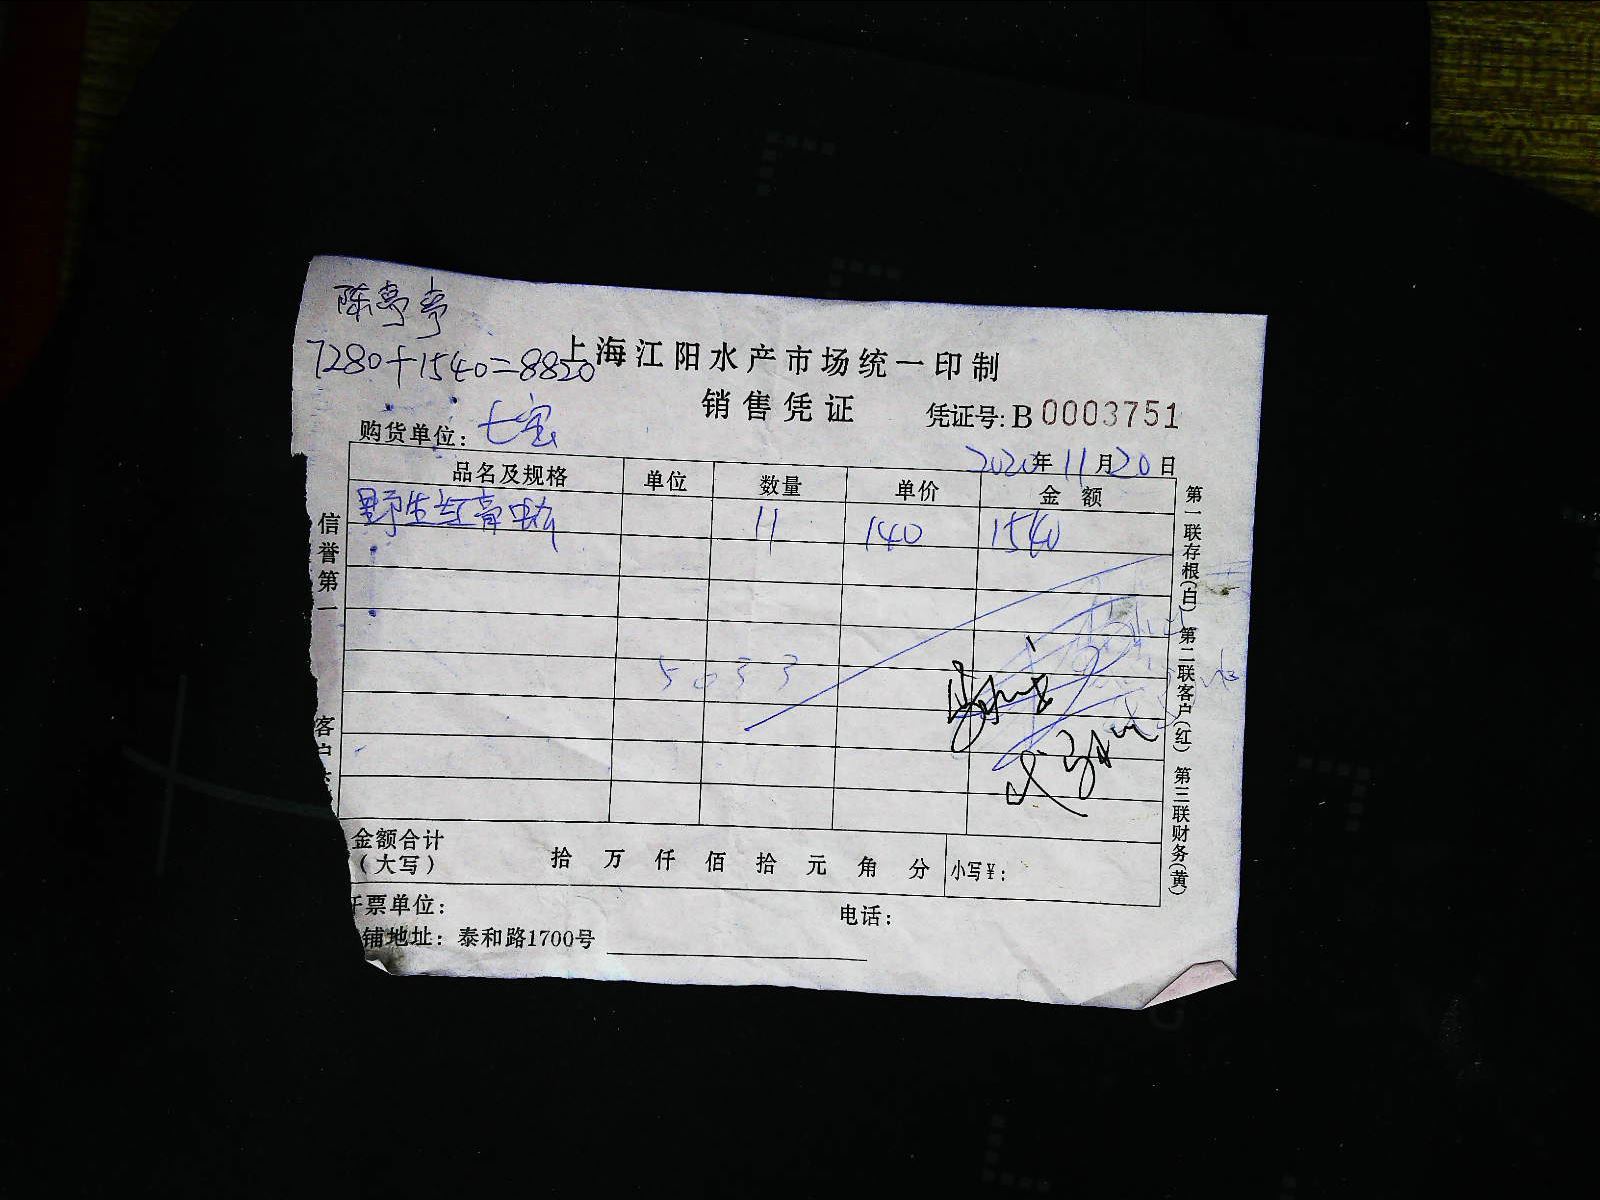 陈亭亭
7280+1540=8820
上海江阳水产市场统一印制
销售凭证
凭证号: B 0003751
购货单位: 七宝
2020年11月20日
品名及规格 单位 数量 单价 金额
野生红膏 11 140 1540
5033
信誉第一
客户
第一联存根(白) 第二联客户(红) 第三联财务(黄)
金额合计
(大写) 拾 万 仟 佰 拾 元 角 分 小写¥:
票单位: 电话:
铺地址: 泰和路1700号